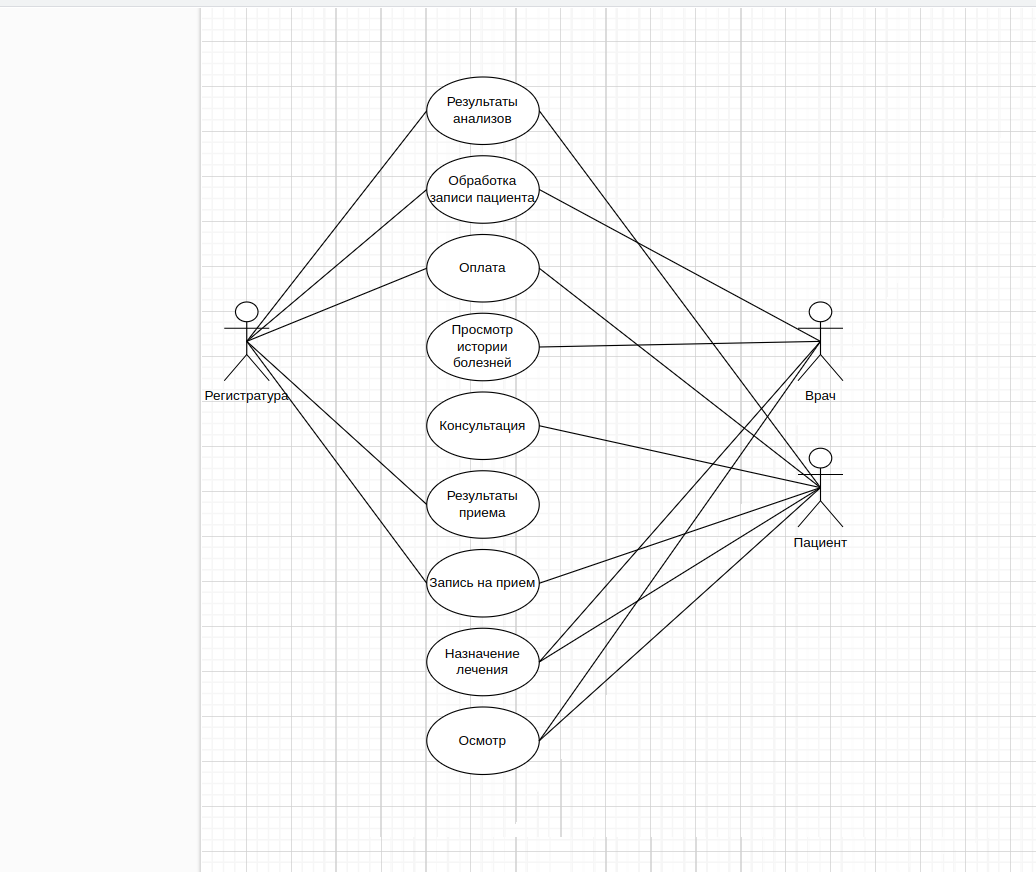 Результаты
анализов
Обработка
записи пациента
Оплата
Просмотр
истории
болезней
Регистратура
Врач
Консультация
Результаты
приема
Пациент
Запись на прием
Назначение
лечения
Осмотр